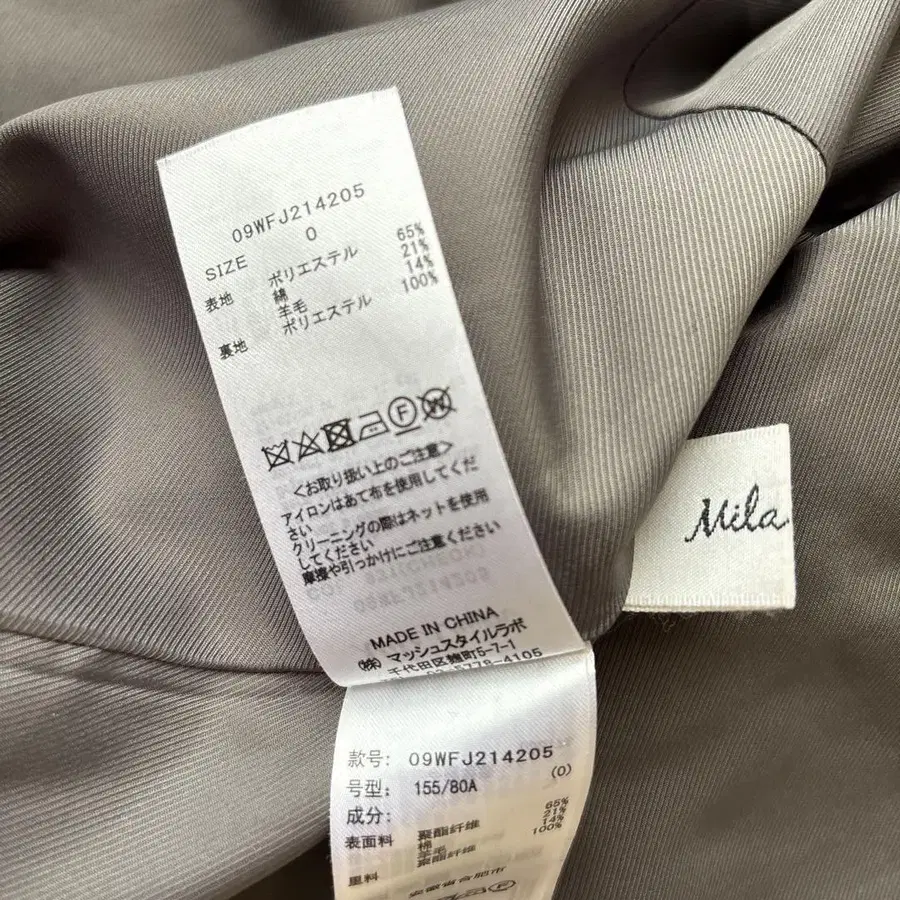 09WFJ214205
SIZE 0
表地 ポリエステル 65%
綿 21%
羊毛 14%
裏地 ポリエステル 100%
F
W
<お取り扱い上のご注意>
アイロンはあて布を使用してくだ
さい
クリーニングの際はネットを使用
してください
摩擦や引っかけにご注意ください
MADE IN CHINA
(株) マッシュスタイルラボ
千代田区麹町5-7-1
03-5778-4105
Mila
款号: 09WFJ214205
号型: 155/80A (0)
成分:
表面料 聚酯纤维 65%
棉 21%
羊毛 14%
里料 聚酯纤维 100%